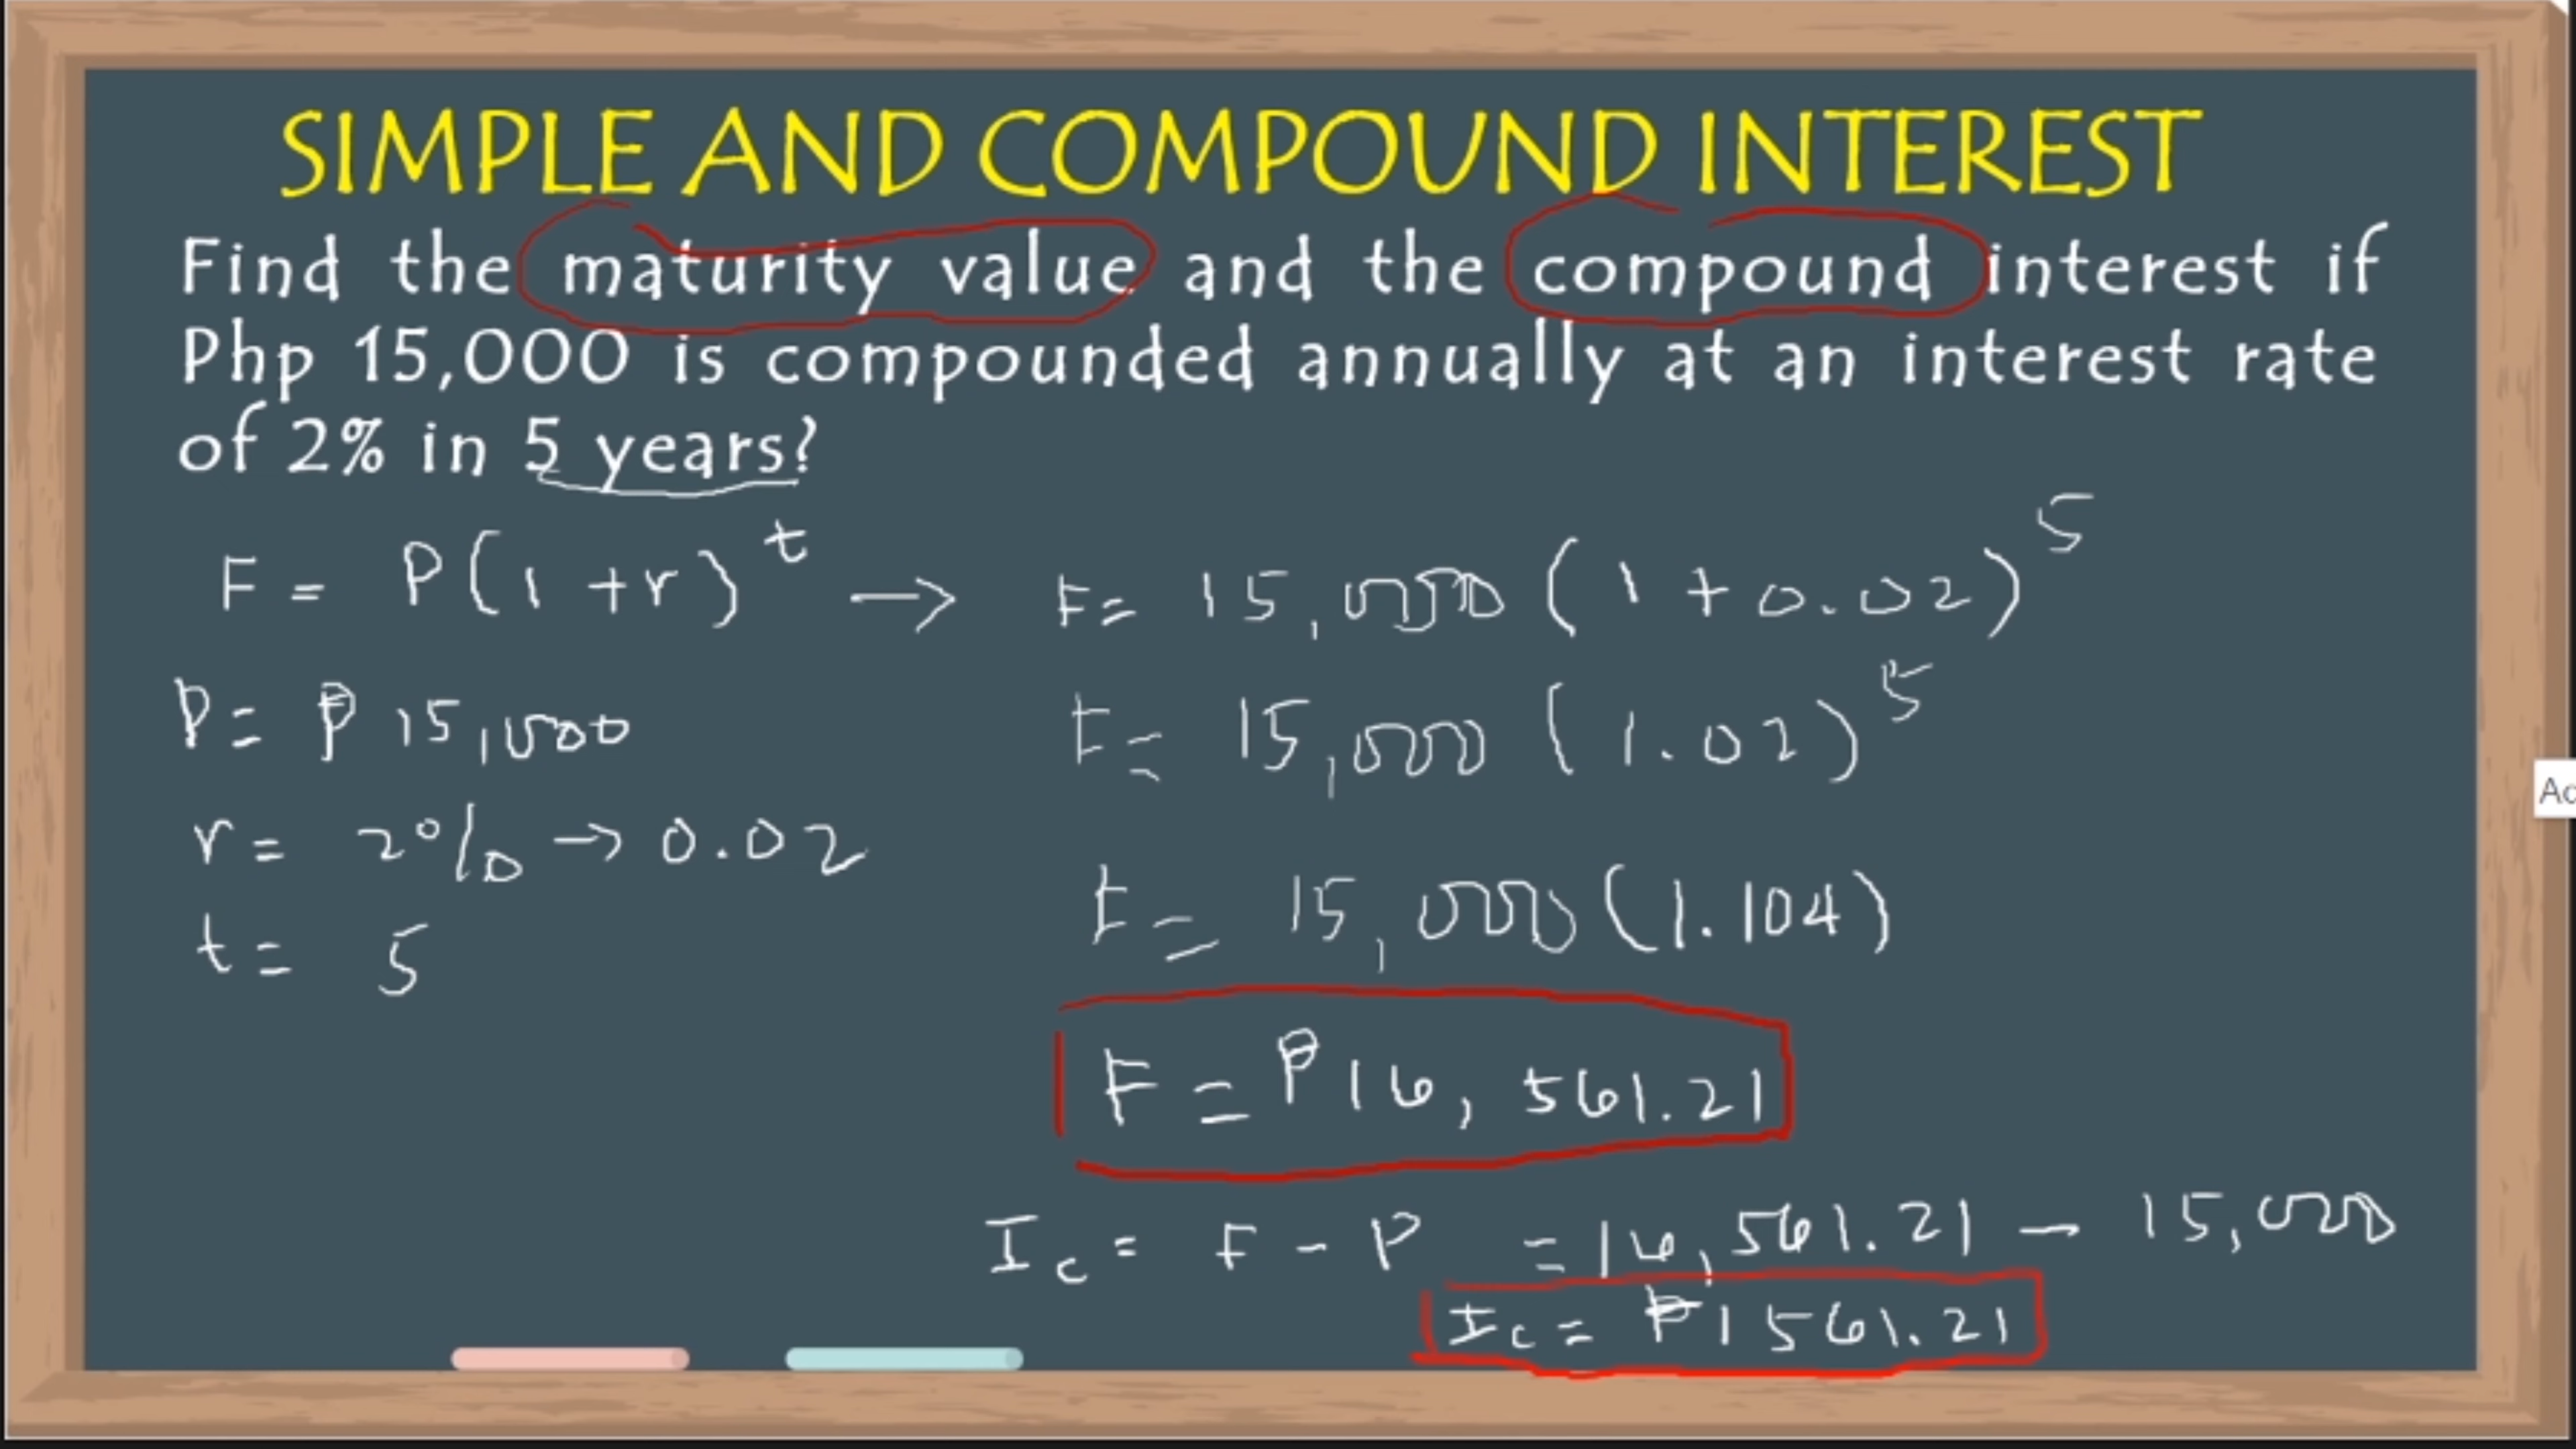 SIMPLE AND COMPOUND INTEREST
Find the maturity value and the compound interest if
Php 15,000 is compounded annually at an interest rate
of 2% in 5 years?
F = P(1+r)^t → F = 15,000 (1+0.02)^5
P = ₱ 15,000
F = 15,000 (1.02)^5
r = 2% → 0.02
F = 15,000 (1.104)
t = 5
F = ₱16,561.21
Ic = F - P = 16,561.21 - 15,000
Ic = ₱1561.21